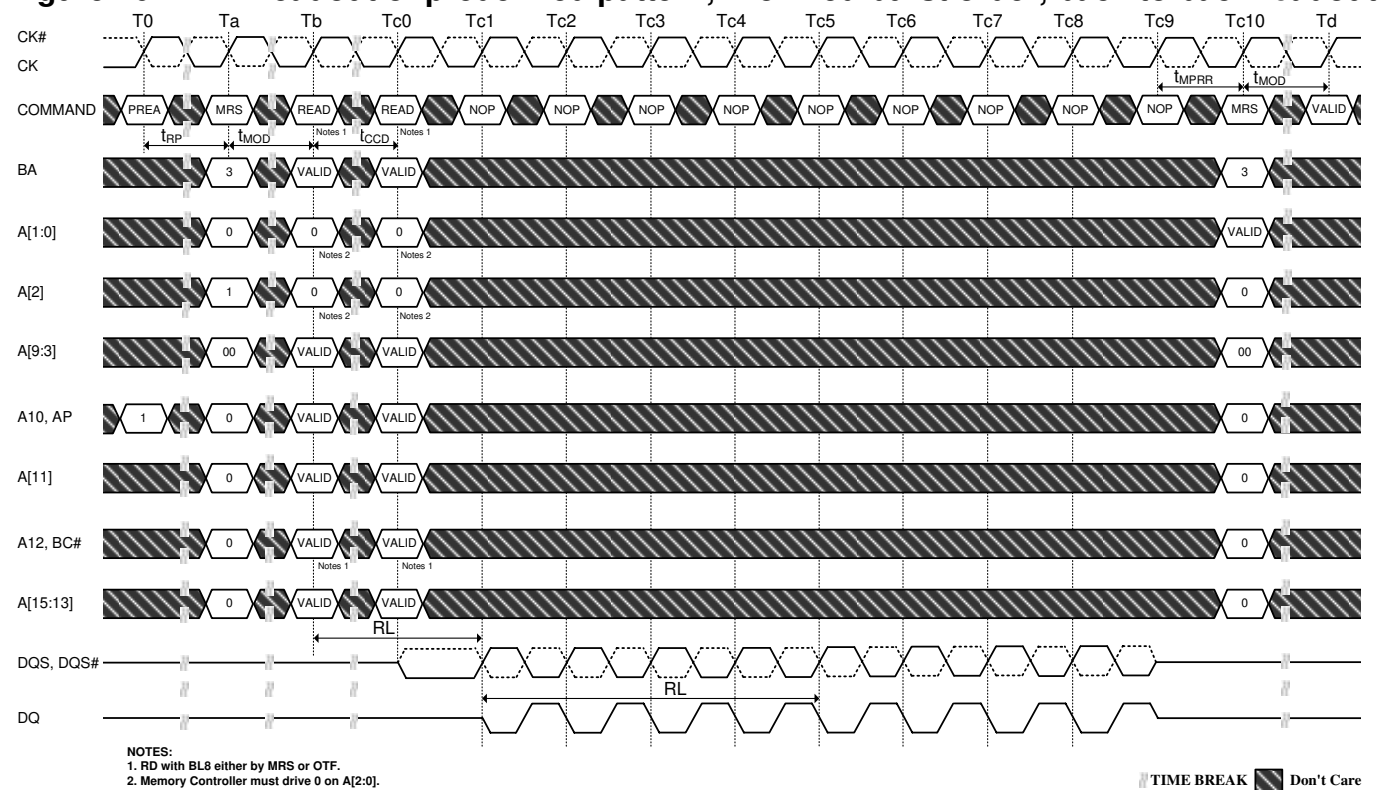 T0 Ta Tb Tc0 Tc1 Tc2 Tc3 Tc4 Tc5 Tc6 Tc7 Tc8 Tc9 Tc10 Td
CK#
CK
tMPRR tMOD
COMMAND PREA MRS READ READ NOP NOP NOP NOP NOP NOP NOP NOP NOP MRS VALID
Notes 1 Notes 1
tRP tMOD tCCD
BA 3 VALID VALID 3
A[1:0] 0 0 0 VALID
Notes 2 Notes 2
A[2] 1 0 0 0
Notes 2 Notes 2
A[9:3] 00 VALID VALID 00
A10, AP 1 0 VALID VALID 0
A[11] 0 VALID VALID 0
A12, BC# 0 VALID VALID 0
Notes 1 Notes 1
A[15:13] 0 VALID VALID 0
RL
DQS, DQS#
RL
DQ
NOTES:
1. RD with BL8 either by MRS or OTF.
2. Memory Controller must drive 0 on A[2:0].
TIME BREAK Don't Care